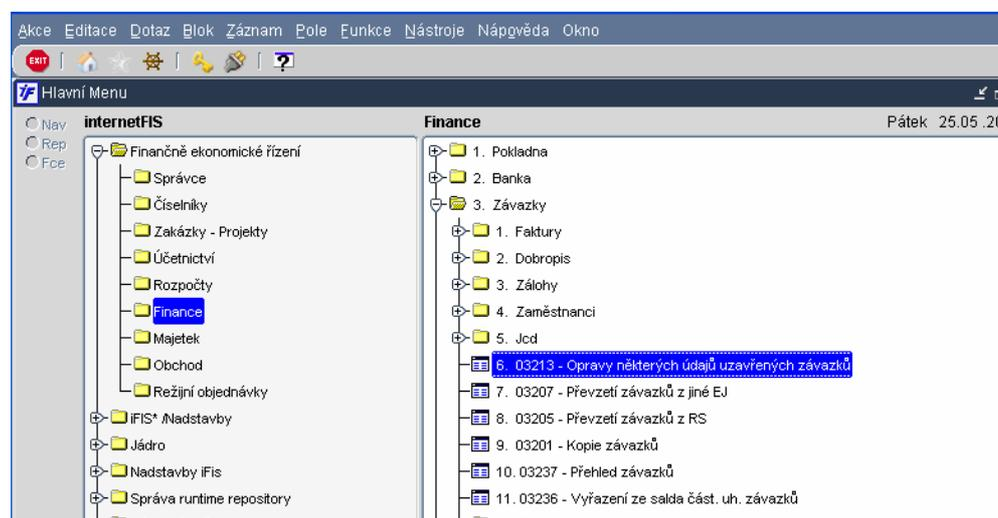 Akce Editace Dotaz Blok Záznam Pole Funkce Nástroje Nápověda Okno
EXIT
Hlavní Menu
Nav
Rep
Fce
internetFIS
Finančně ekonomické řízení
Správce
Číselníky
Zakázky - Projekty
Účetnictví
Rozpočty
Finance
Majetek
Obchod
Režijní objednávky
iFIS* /Nadstavby
Jádro
Nadstavby iFis
Správa runtime repository
Finance
Pátek 25.05 .20
1. Pokladna
2. Banka
3. Závazky
1. Faktury
2. Dobropis
3. Zálohy
4. Zaměstnanci
5. Jcd
6. 03213 - Opravy některých údajů uzavřených závazků
7. 03207 - Převzetí závazků z jiné EJ
8. 03205 - Převzetí závazků z RS
9. 03201 - Kopie závazků
10. 03237 - Přehled závazků
11. 03236 - Vyřazení ze salda část. uh. závazků